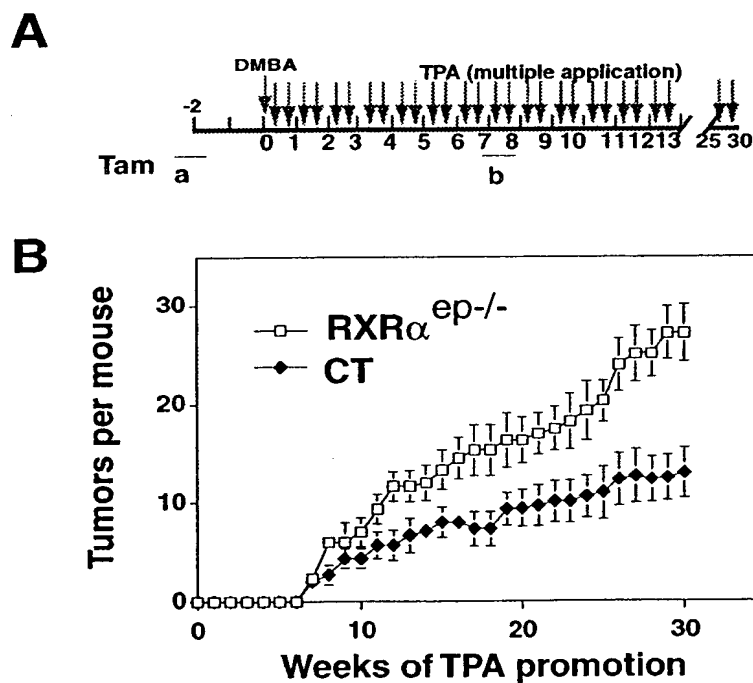 A
DMBA
TPA (multiple application)
-2
0 1 2 3 4 5 6 7 8 9 10 11 12 13 25 30
Tam a b
B
30
20
10
0
Tumors per mouse
RXRα ep-/-
CT
0 10 20 30
Weeks of TPA promotion